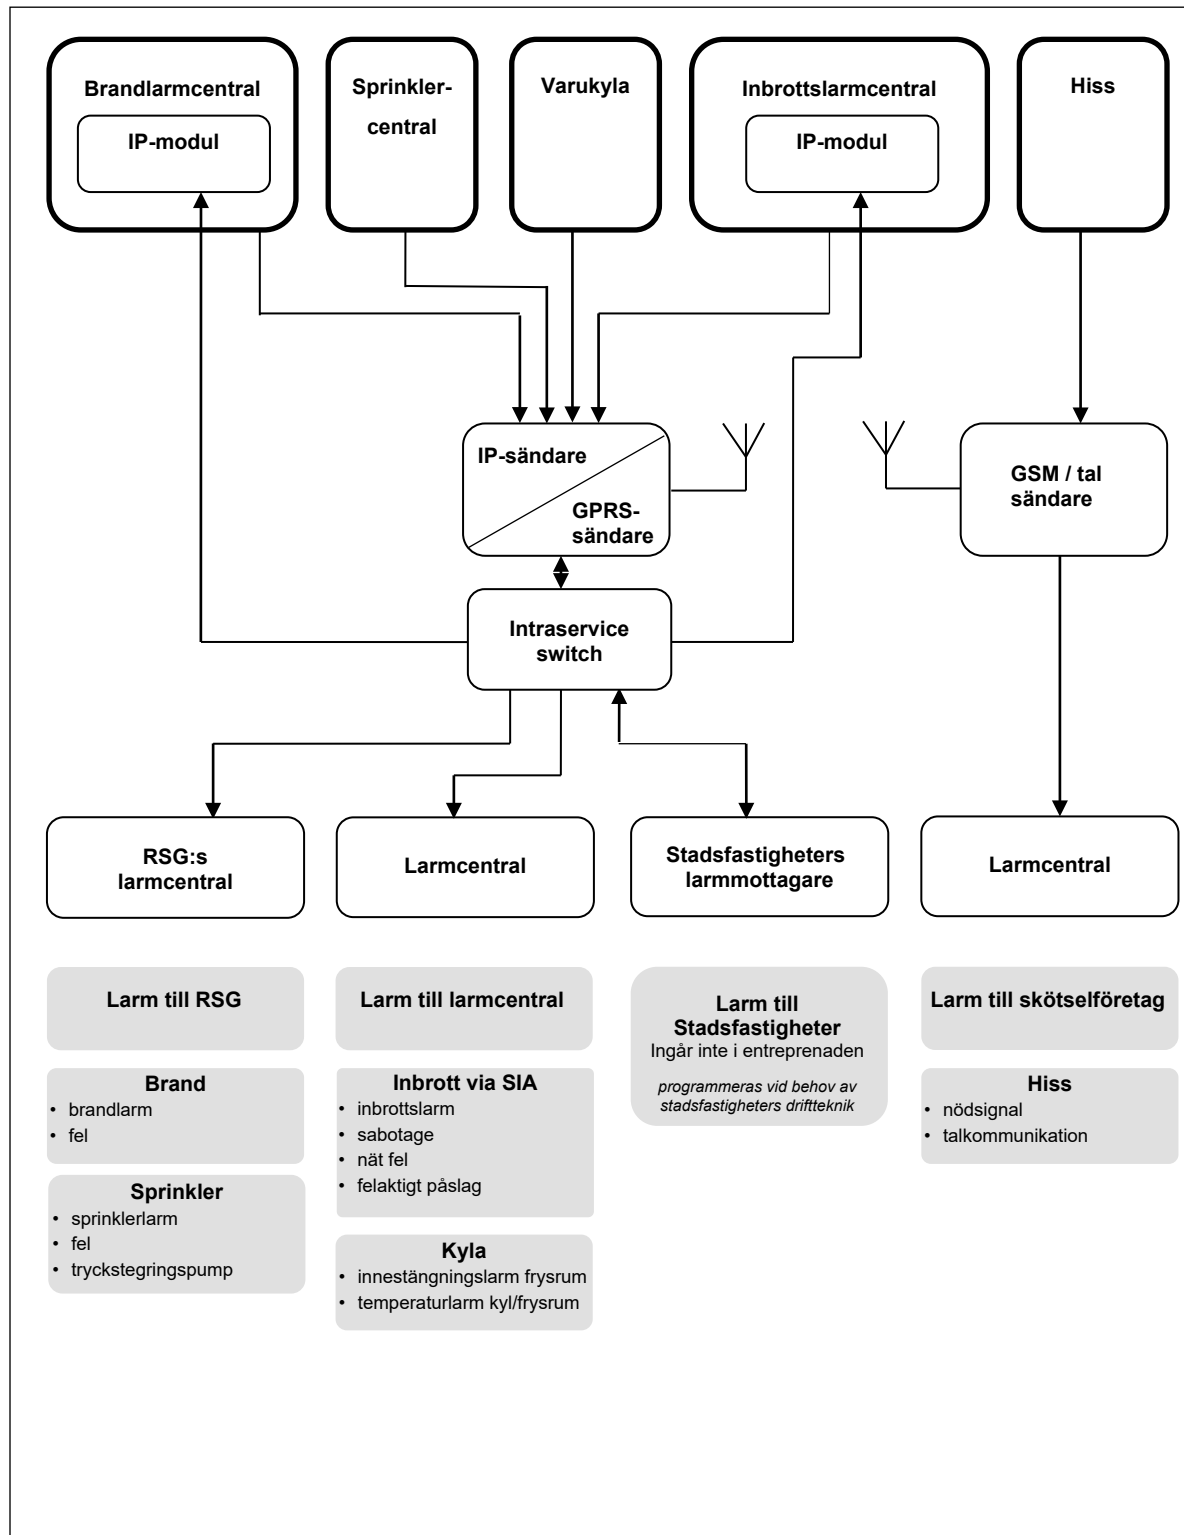 Brandlarmcentral
IP-modul
Sprinkler-
central
Varukyla
Inbrottslarmcentral
IP-modul
Hiss
IP-sändare
GPRS-
sändare
GSM / tal
sändare
Intraservice
switch
RSG:s
larmcentral
Larmcentral
Stadsfastigheters
larmmottagare
Larmcentral
Larm till RSG
Brand
• brandlarm
• fel
Sprinkler
• sprinklerlarm
• fel
• tryckstegringspump
Larm till larmcentral
Inbrott via SIA
• inbrottslarm
• sabotage
• nät fel
• felaktigt påslag
Kyla
• innestängningslarm frysrum
• temperaturlarm kyl/frysrum
Larm till
Stadsfastigheter
Ingår inte i entreprenaden
programmeras vid behov av
stadsfastigheters driftteknik
Larm till skötselföretag
Hiss
• nödsignal
• talkommunikation